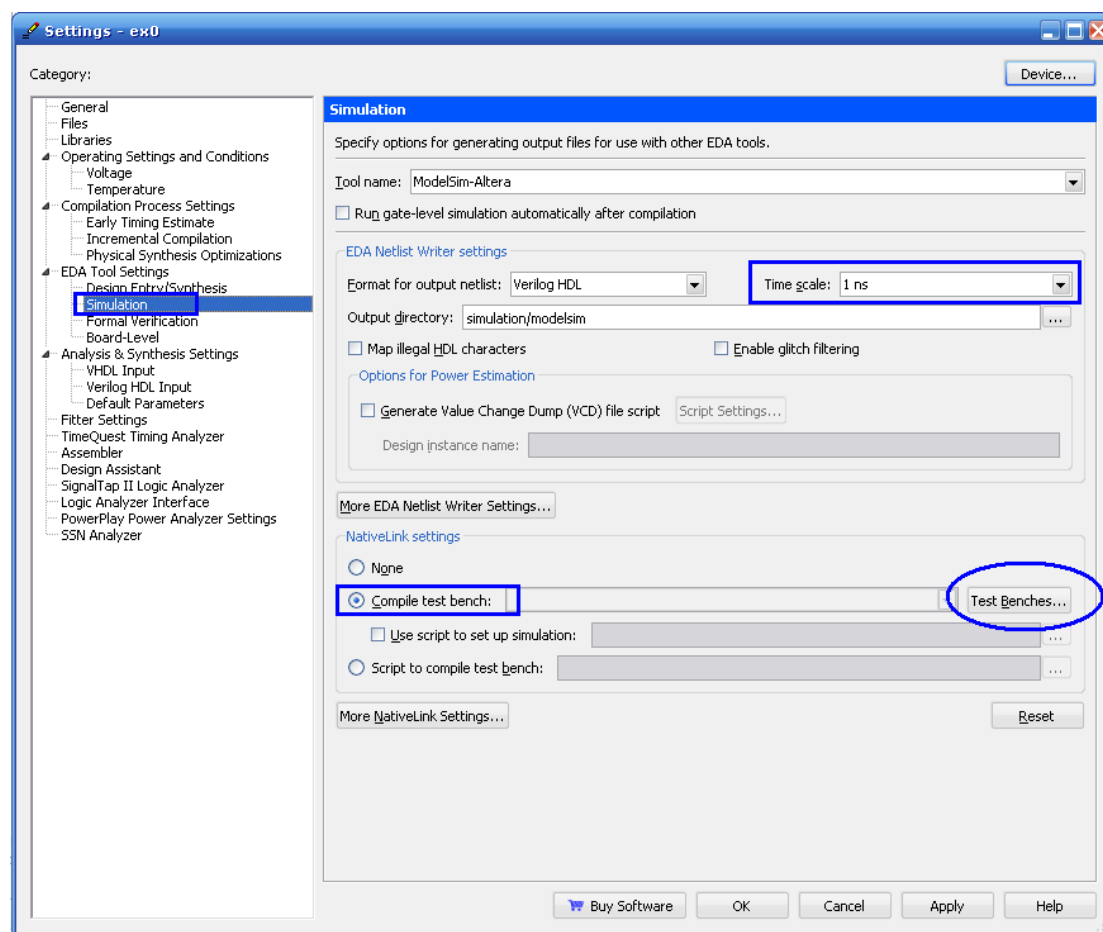 Settings - ex0
Category:
Device...
General
Files
Libraries
Operating Settings and Conditions
Voltage
Temperature
Compilation Process Settings
Early Timing Estimate
Incremental Compilation
Physical Synthesis Optimizations
EDA Tool Settings
Design Entry/Synthesis
Simulation
Formal Verification
Board-Level
Analysis & Synthesis Settings
VHDL Input
Verilog HDL Input
Default Parameters
Fitter Settings
TimeQuest Timing Analyzer
Assembler
Design Assistant
SignalTap II Logic Analyzer
Logic Analyzer Interface
PowerPlay Power Analyzer Settings
SSN Analyzer
Simulation
Specify options for generating output files for use with other EDA tools.
Tool name: ModelSim-Altera
Run gate-level simulation automatically after compilation
EDA Netlist Writer settings
Format for output netlist: Verilog HDL Time scale: 1 ns
Output directory: simulation/modelsim ...
Map illegal HDL characters Enable glitch filtering
Options for Power Estimation
Generate Value Change Dump (VCD) file script Script Settings...
Design instance name:
More EDA Netlist Writer Settings...
NativeLink settings
None
Compile test bench: Test Benches...
Use script to set up simulation: ...
Script to compile test bench: ...
More NativeLink Settings... Reset
Buy Software OK Cancel Apply Help